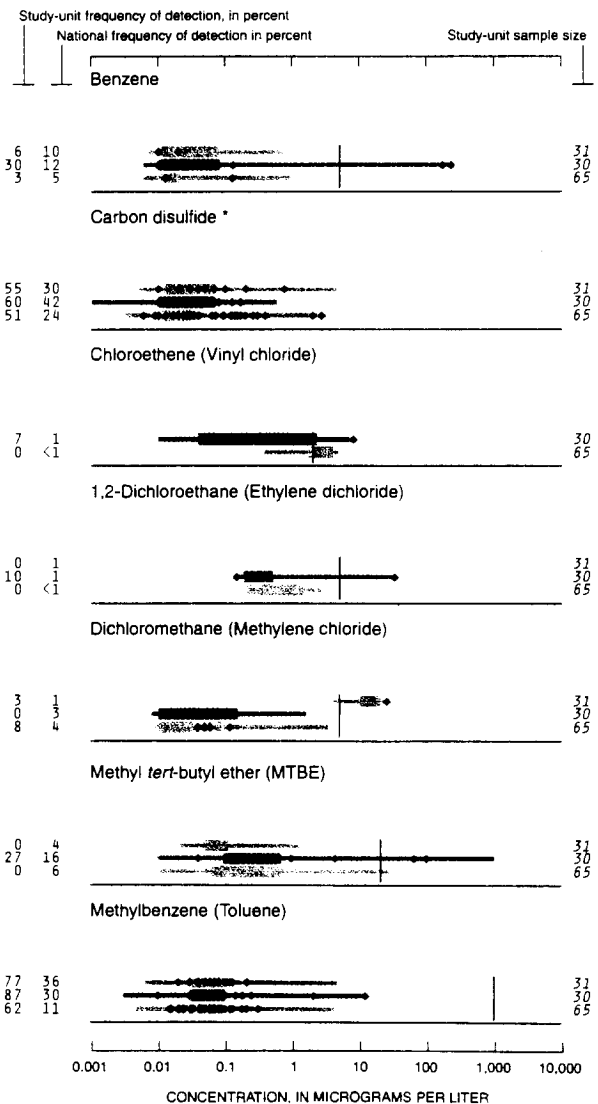 Study-unit frequency of detection, in percent
National frequency of detection in percent
Study-unit sample size
Benzene
6 10 31
30 12 30
3 5 65
Carbon disulfide *
55 30 31
60 42 30
51 24 65
Chloroethene (Vinyl chloride)
7 1 30
0 <1 65
1,2-Dichloroethane (Ethylene dichloride)
0 1 31
10 1 30
0 <1 65
Dichloromethane (Methylene chloride)
3 1 31
0 3 30
8 4 65
Methyl tert-butyl ether (MTBE)
0 4 31
27 16 30
0 6 65
Methylbenzene (Toluene)
77 36 31
87 30 30
62 11 65
0.001 0.01 0.1 1 10 100 1,000 10,000
CONCENTRATION, IN MICROGRAMS PER LITER